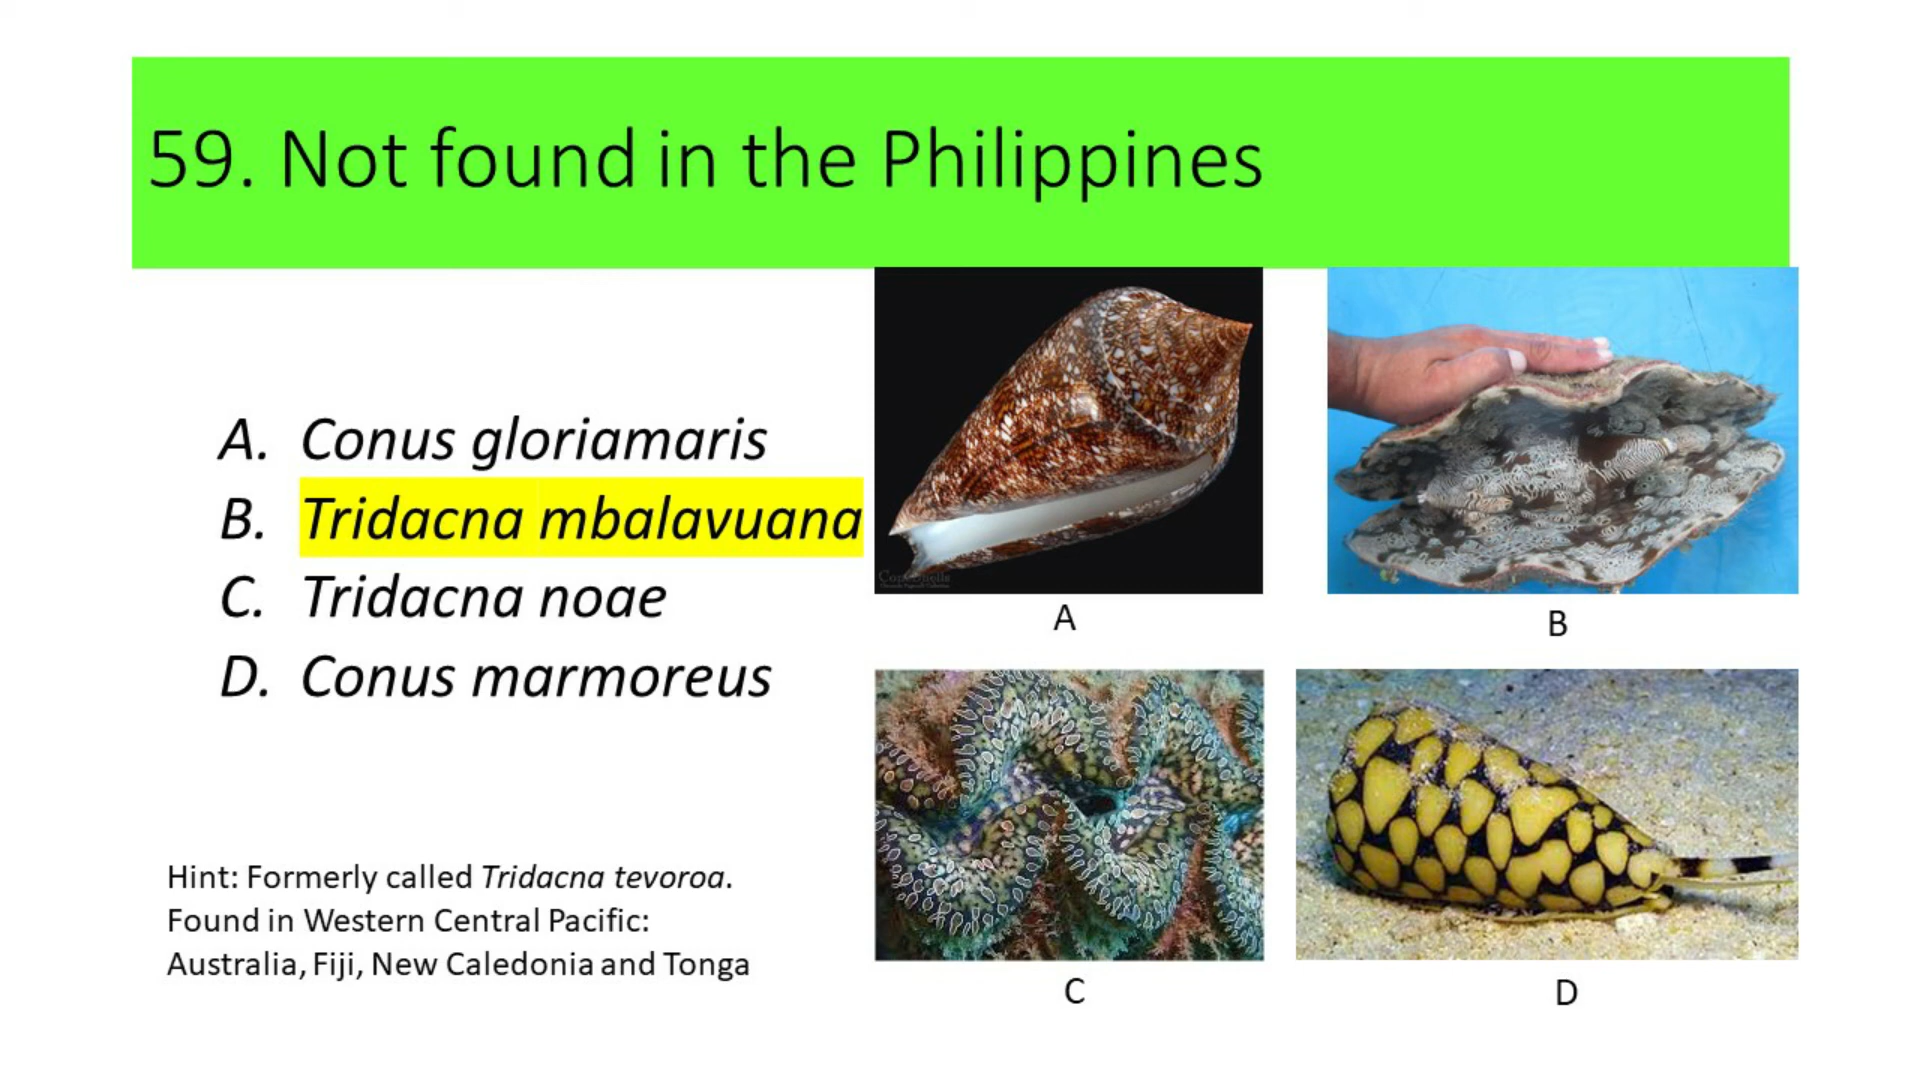 59. Not found in the Philippines
A. Conus gloriamaris
B. Tridacna mbalavuana
C. Tridacna noae
D. Conus marmoreus
Hint: Formerly called Tridacna tevoroa.
Found in Western Central Pacific:
Australia, Fiji, New Caledonia and Tonga
A
B
C
D